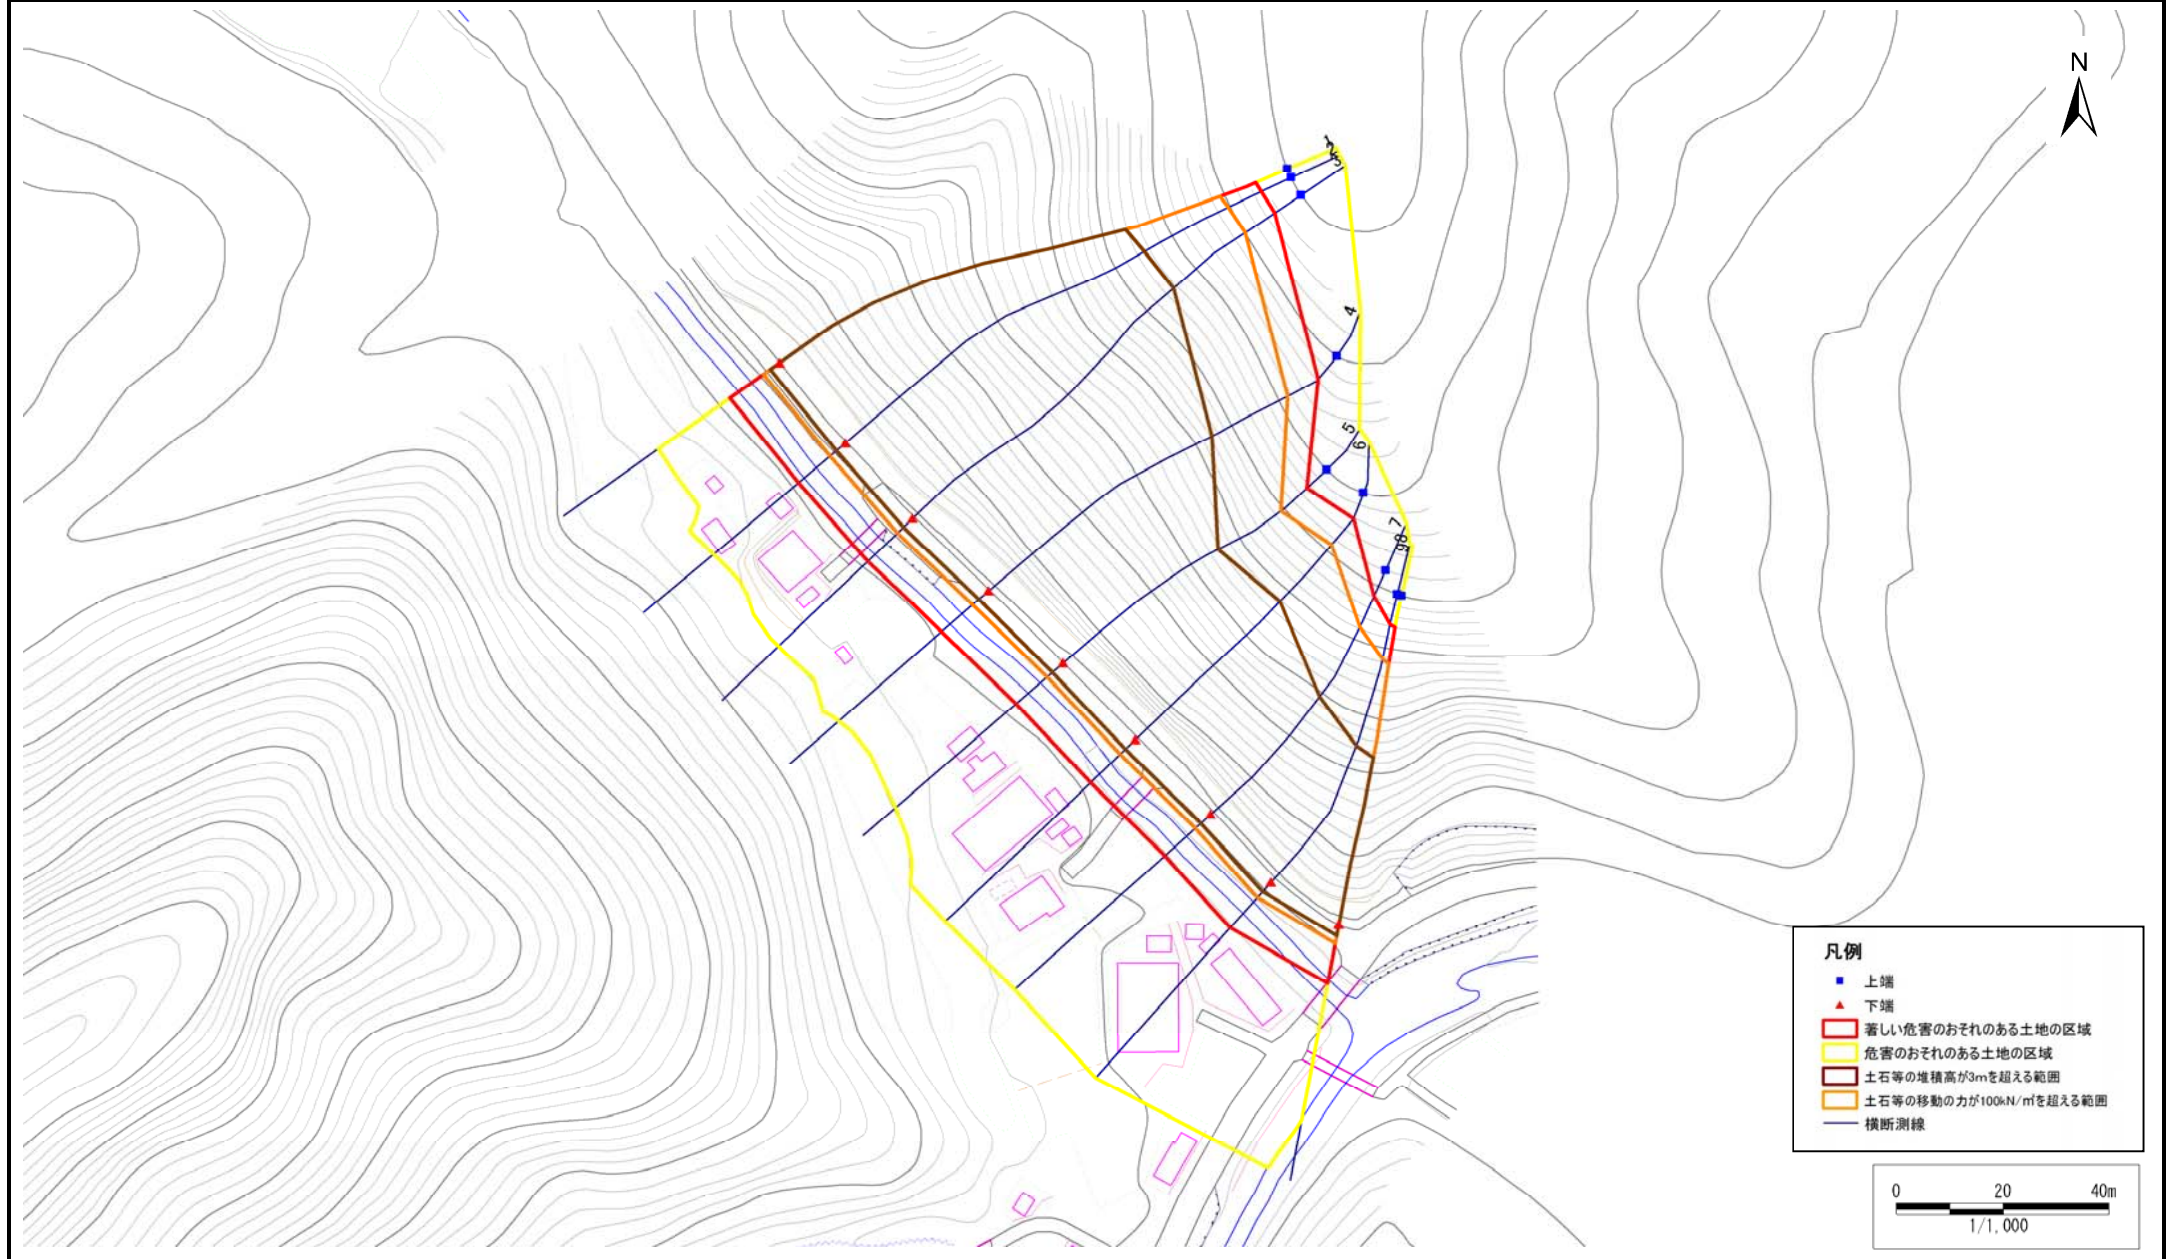 N
1
2
3
4
5
6
7
8
9
凡例
上端
下端
著しい危害のおそれのある土地の区域
危害のおそれのある土地の区域
土石等の堆積高が3mを超える範囲
土石等の移動の力が100kN/㎡を超える範囲
横断測線
0 20 40m
1/1,000